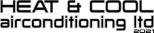 HEAT & COOL
airconditioning ltd
2021